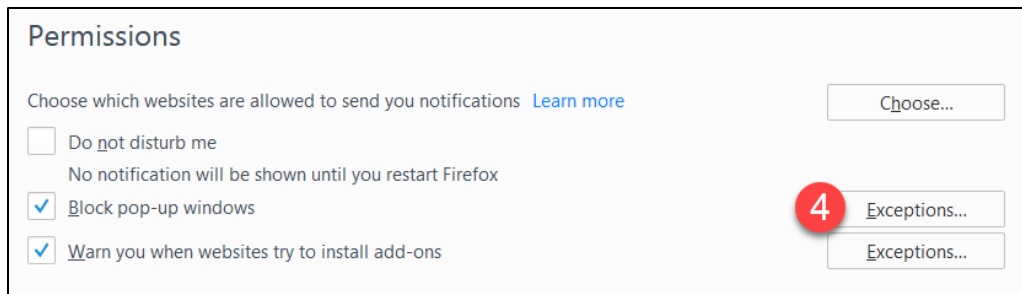 Permissions
Choose which websites are allowed to send you notifications Learn more Choose...
Do not disturb me
No notification will be shown until you restart Firefox
Block pop-up windows 4 Exceptions...
Warn you when websites try to install add-ons Exceptions...